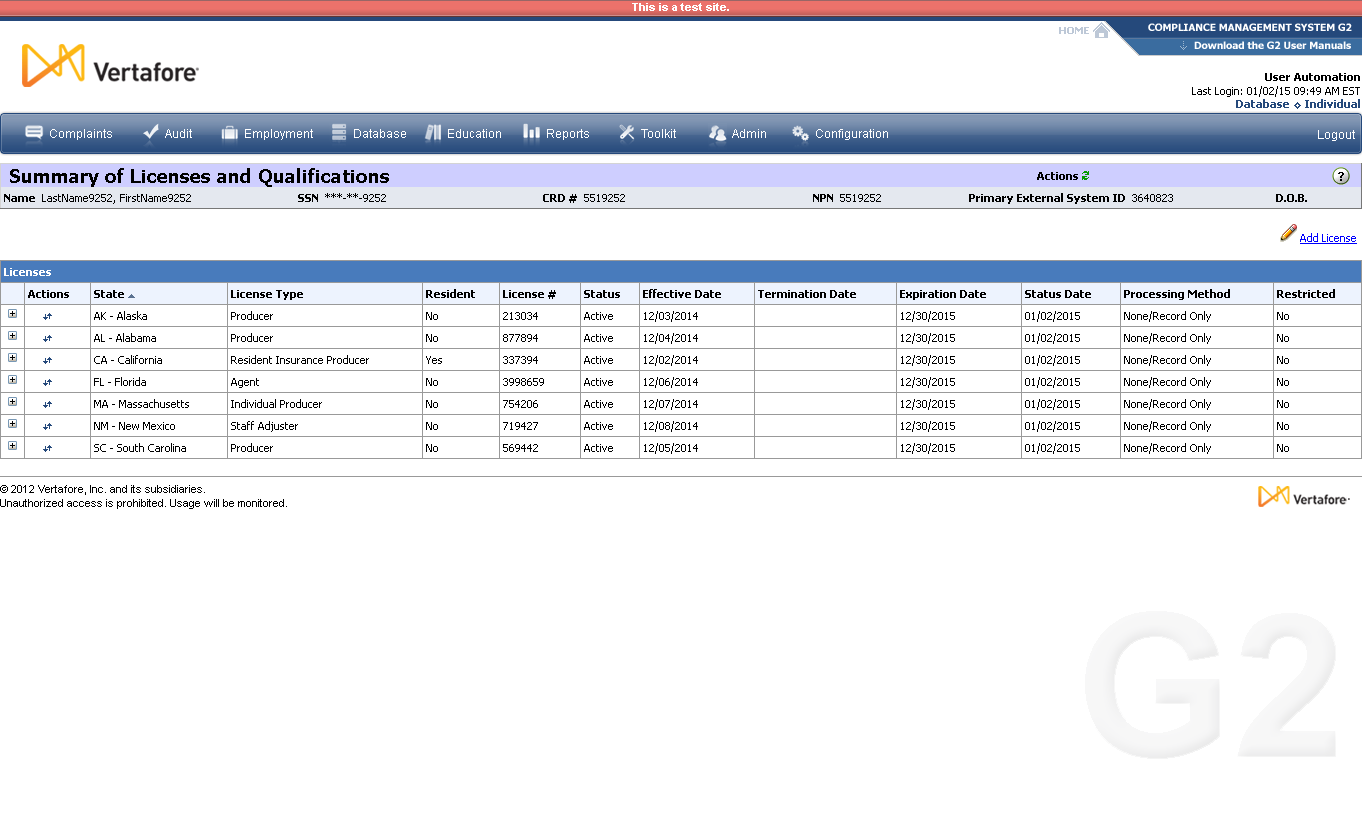 This is a test site.
HOME
COMPLIANCE MANAGEMENT SYSTEM G2
Download the G2 User Manuals
Vertafore
User Automation
Last Login: 01/02/15 09:49 AM EST
Database Individual
Complaints Audit Employment Database Education Reports Toolkit Admin Configuration Logout
Summary of Licenses and Qualifications Actions ?
Name LastName9252, FirstName9252 SSN ***-**-9252 CRD # 5519252 NPN 5519252 Primary External System ID 3640823 D.O.B.
Add License
Licenses
Actions State License Type Resident License # Status Effective Date Termination Date Expiration Date Status Date Processing Method Restricted
AK - Alaska Producer No 213034 Active 12/03/2014 12/30/2015 01/02/2015 None/Record Only No
AL - Alabama Producer No 877894 Active 12/04/2014 12/30/2015 01/02/2015 None/Record Only No
CA - California Resident Insurance Producer Yes 337394 Active 12/02/2014 12/30/2015 01/02/2015 None/Record Only No
FL - Florida Agent No 3998659 Active 12/06/2014 12/30/2015 01/02/2015 None/Record Only No
MA - Massachusetts Individual Producer No 754206 Active 12/07/2014 12/30/2015 01/02/2015 None/Record Only No
NM - New Mexico Staff Adjuster No 719427 Active 12/08/2014 12/30/2015 01/02/2015 None/Record Only No
SC - South Carolina Producer No 569442 Active 12/05/2014 12/30/2015 01/02/2015 None/Record Only No
© 2012 Vertafore, Inc. and its subsidiaries.
Unauthorized access is prohibited. Usage will be monitored.
Vertafore
G2